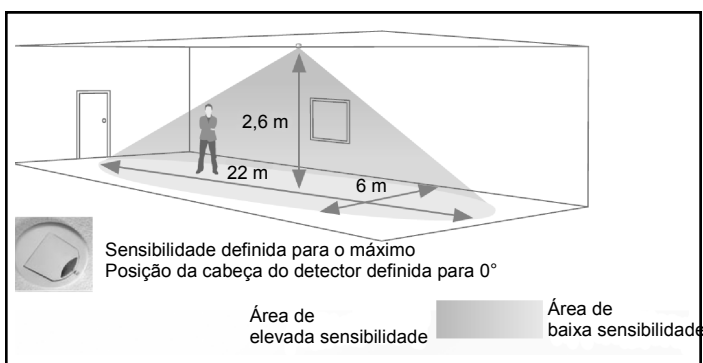 2,6 m
22 m
6 m
Sensibilidade definida para o máximo
Posição da cabeça do detector definida para 0°
Área de
elevada sensibilidade
Área de
baixa sensibilidade